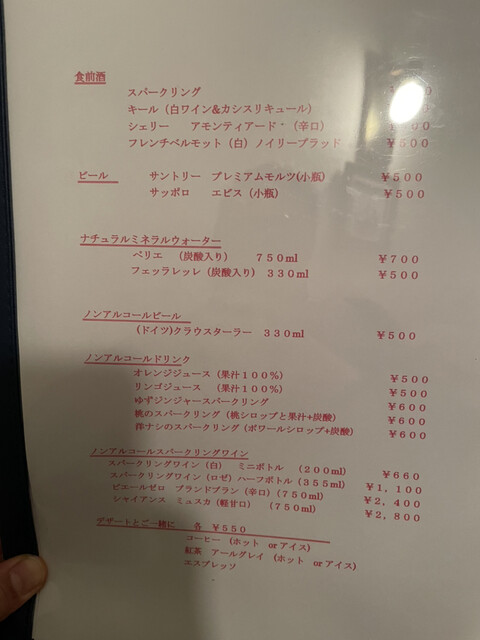 食前酒
スパークリング
キール（白ワイン&カシスリキュール）
シェリー　アモンティアード（辛口）
フレンチベルモット（白）ノイリープラッド　¥500
ビール　サントリー　プレミアムモルツ(小瓶)　¥500
サッポロ　エビス（小瓶）　¥500
ナチュラルミネラルウォーター
ペリエ　（炭酸入り）　750ml　¥700
フェッラレッレ（炭酸入り）　330ml　¥500
ノンアルコールビール
(ドイツ)クラウスターラー　330ml　¥500
ノンアルコールドリンク
オレンジジュース（果汁100%）　¥500
リンゴジュース　（果汁100%）　¥500
ゆずジンジャースパークリング　¥600
桃のスパークリング（桃シロップと果汁+炭酸）　¥600
洋ナシのスパークリング（ポワールシロップ+炭酸）　¥600
ノンアルコールスパークリングワイン
スパークリングワイン（白）　ミニボトル　（200ml）　¥660
スパークリングワイン（ロゼ）ハーフボトル（355ml）　¥1,100
ピエールゼロ　ブランドブラン（辛口）（750ml）　¥2,400
シャイアンス　ミュスカ（軽甘口）　（750ml）　¥2,800
デザートとご一緒に　各　¥550
コーヒー　（ホット　orアイス）
紅茶　アールグレイ　（ホット　orアイス）
エスプレッソ